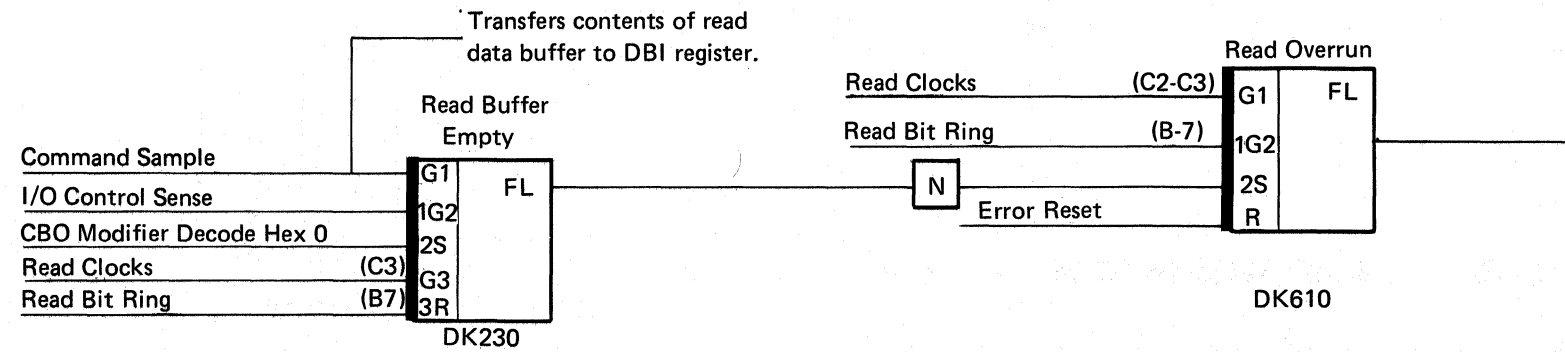 Transfers contents of read
data buffer to DBI register.
Read Buffer
Empty
Command Sample
I/O Control Sense
CBO Modifier Decode Hex 0
Read Clocks (C3)
Read Bit Ring (B7)
G1
1G2
2S
G3
3R
FL
DK230
N
Read Overrun
Read Clocks (C2-C3)
Read Bit Ring (B-7)
Error Reset
G1
1G2
2S
R
FL
DK610